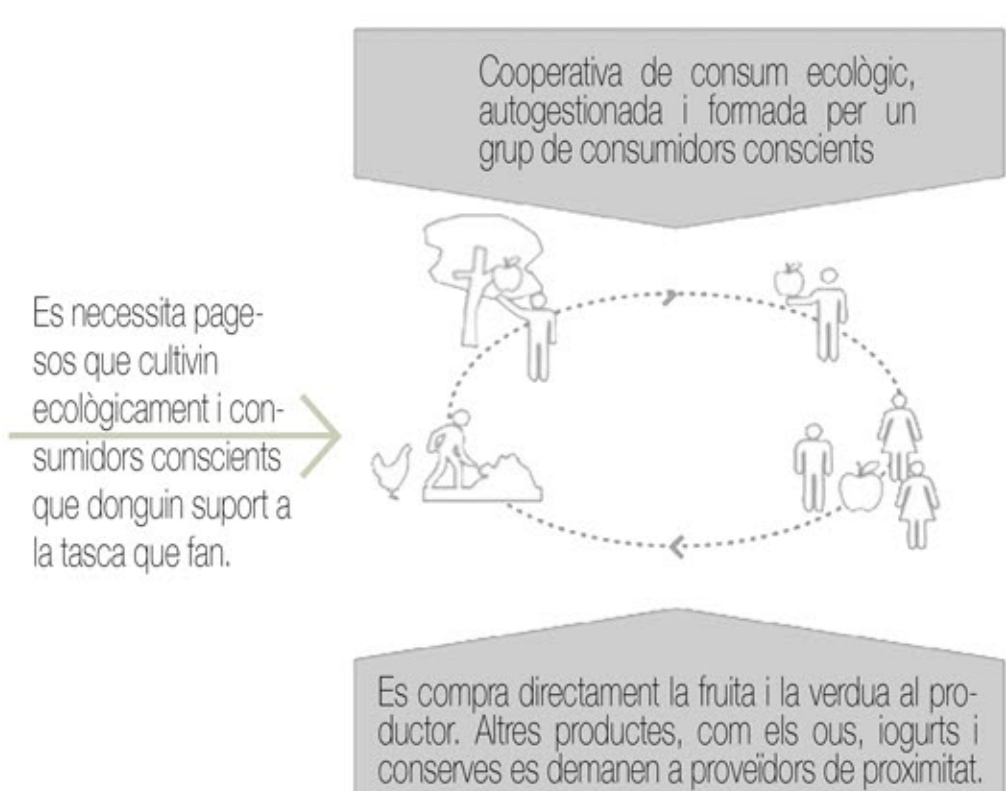 Cooperativa de consum ecològic,
autogestionada i formada per un
grup de consumidors conscients
Es necessita page-
sos que cultivin
ecològicament i con-
sumidors conscients
que donguin suport a
la tasca que fan.
Es compra directament la fruita i la verdua al pro-
ductor. Altres productes, com els ous, iogurts i
conserves es demanen a proveïdors de proximitat.